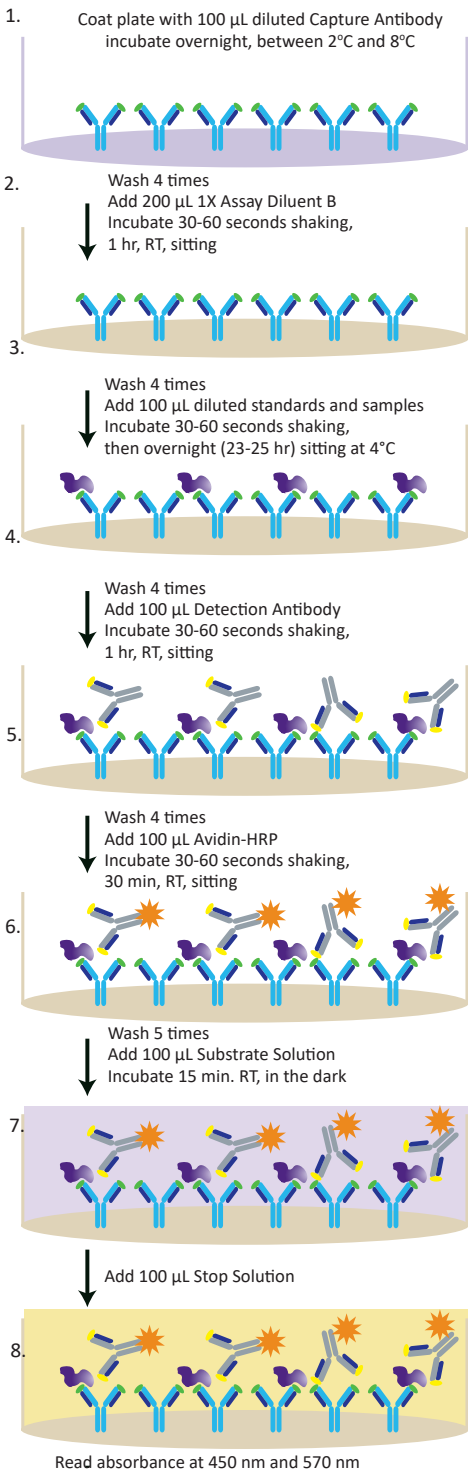 1.
Coat plate with 100 µL diluted Capture Antibody
incubate overnight, between 2°C and 8°C
2.
Wash 4 times
Add 200 µL 1X Assay Diluent B
Incubate 30-60 seconds shaking,
1 hr, RT, sitting
3.
Wash 4 times
Add 100 µL diluted standards and samples
Incubate 30-60 seconds shaking,
then overnight (23-25 hr) sitting at 4°C
4.
Wash 4 times
Add 100 µL Detection Antibody
Incubate 30-60 seconds shaking,
1 hr, RT, sitting
5.
Wash 4 times
Add 100 µL Avidin-HRP
Incubate 30-60 seconds shaking,
30 min, RT, sitting
6.
Wash 5 times
Add 100 µL Substrate Solution
Incubate 15 min. RT, in the dark
7.
Add 100 µL Stop Solution
8.
Read absorbance at 450 nm and 570 nm